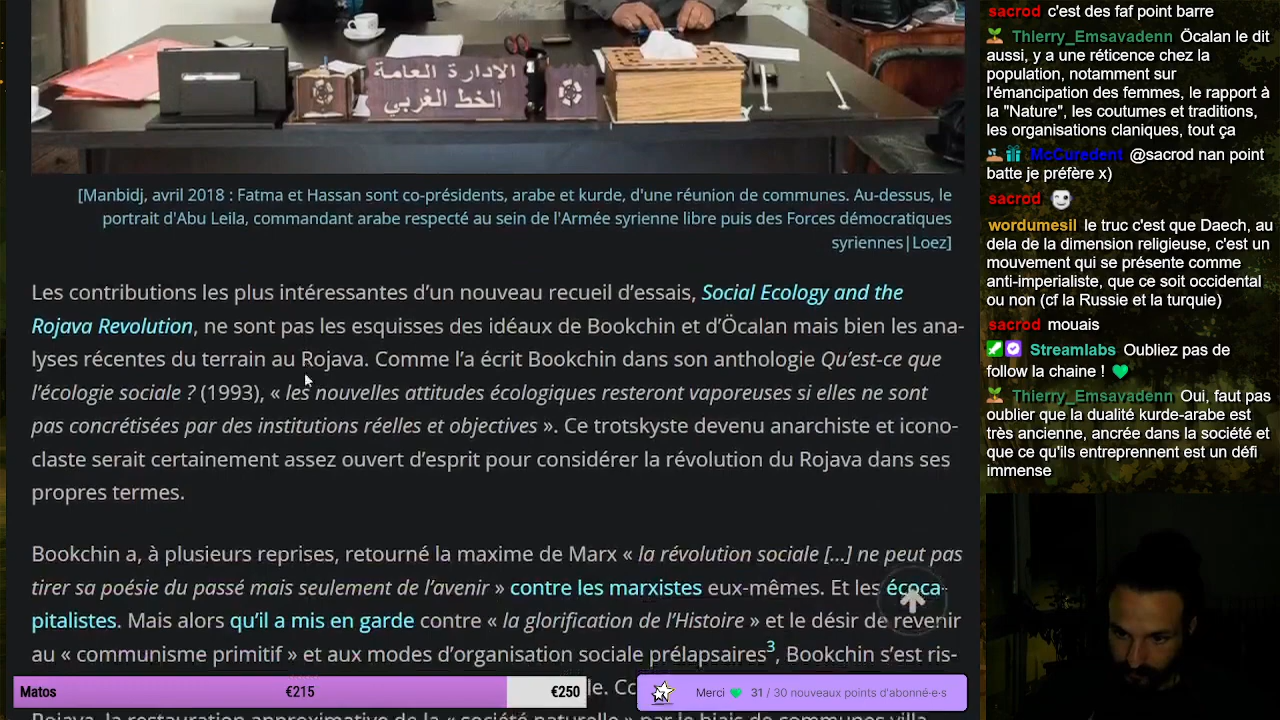 الادارة العامة
الخط الغربي
[Manbidj, avril 2018 : Fatma et Hassan sont co-présidents, arabe et kurde, d'une réunion de communes. Au-dessus, le
portrait d'Abu Leila, commandant arabe respecté au sein de l'Armée syrienne libre puis des Forces démocratiques
syriennes|Loez]
Les contributions les plus intéressantes d’un nouveau recueil d’essais, Social Ecology and the
Rojava Revolution, ne sont pas les esquisses des idéaux de Bookchin et d’Öcalan mais bien les ana-
lyses récentes du terrain au Rojava. Comme l’a écrit Bookchin dans son anthologie Qu’est-ce que
l’écologie sociale ? (1993), « les nouvelles attitudes écologiques resteront vaporeuses si elles ne sont
pas concrétisées par des institutions réelles et objectives ». Ce trotskyste devenu anarchiste et icono-
claste serait certainement assez ouvert d’esprit pour considérer la révolution du Rojava dans ses
propres termes.
Bookchin a, à plusieurs reprises, retourné la maxime de Marx « la révolution sociale […] ne peut pas
tirer sa poésie du passé mais seulement de l’avenir » contre les marxistes eux-mêmes. Et les écoca-
pitalistes. Mais alors qu’il a mis en garde contre « la glorification de l’Histoire » et le désir de revenir
au « communisme primitif » et aux modes d’organisation sociale prélapsaires3, Bookchin s’est ris-
le. Co
Rojava, la restauration approximative de la « société naturelle » par le biais de communes villa-
Matos €215 €250
Merci 31 / 30 nouveaux points d'abonné·e·s
sacrod c'est des faf point barre
Thierry_Emsavadenn Öcalan le dit
aussi, y a une réticence chez la
population, notamment sur
l'émancipation des femmes, le rapport à
la "Nature", les coutumes et traditions,
les organisations claniques, tout ça
McCuredent @sacrod nan point
batte je préfère x)
sacrod
wordumesil le truc c'est que Daech, au
dela de la dimension religieuse, c'est un
mouvement qui se présente comme
anti-imperialiste, que ce soit occidental
ou non (cf la Russie et la turquie)
sacrod mouais
Streamlabs Oubliez pas de
follow la chaine !
Thierry_Emsavadenn Oui, faut pas
oublier que la dualité kurde-arabe est
très ancienne, ancrée dans la société et
que ce qu'ils entreprennent est un défi
immense